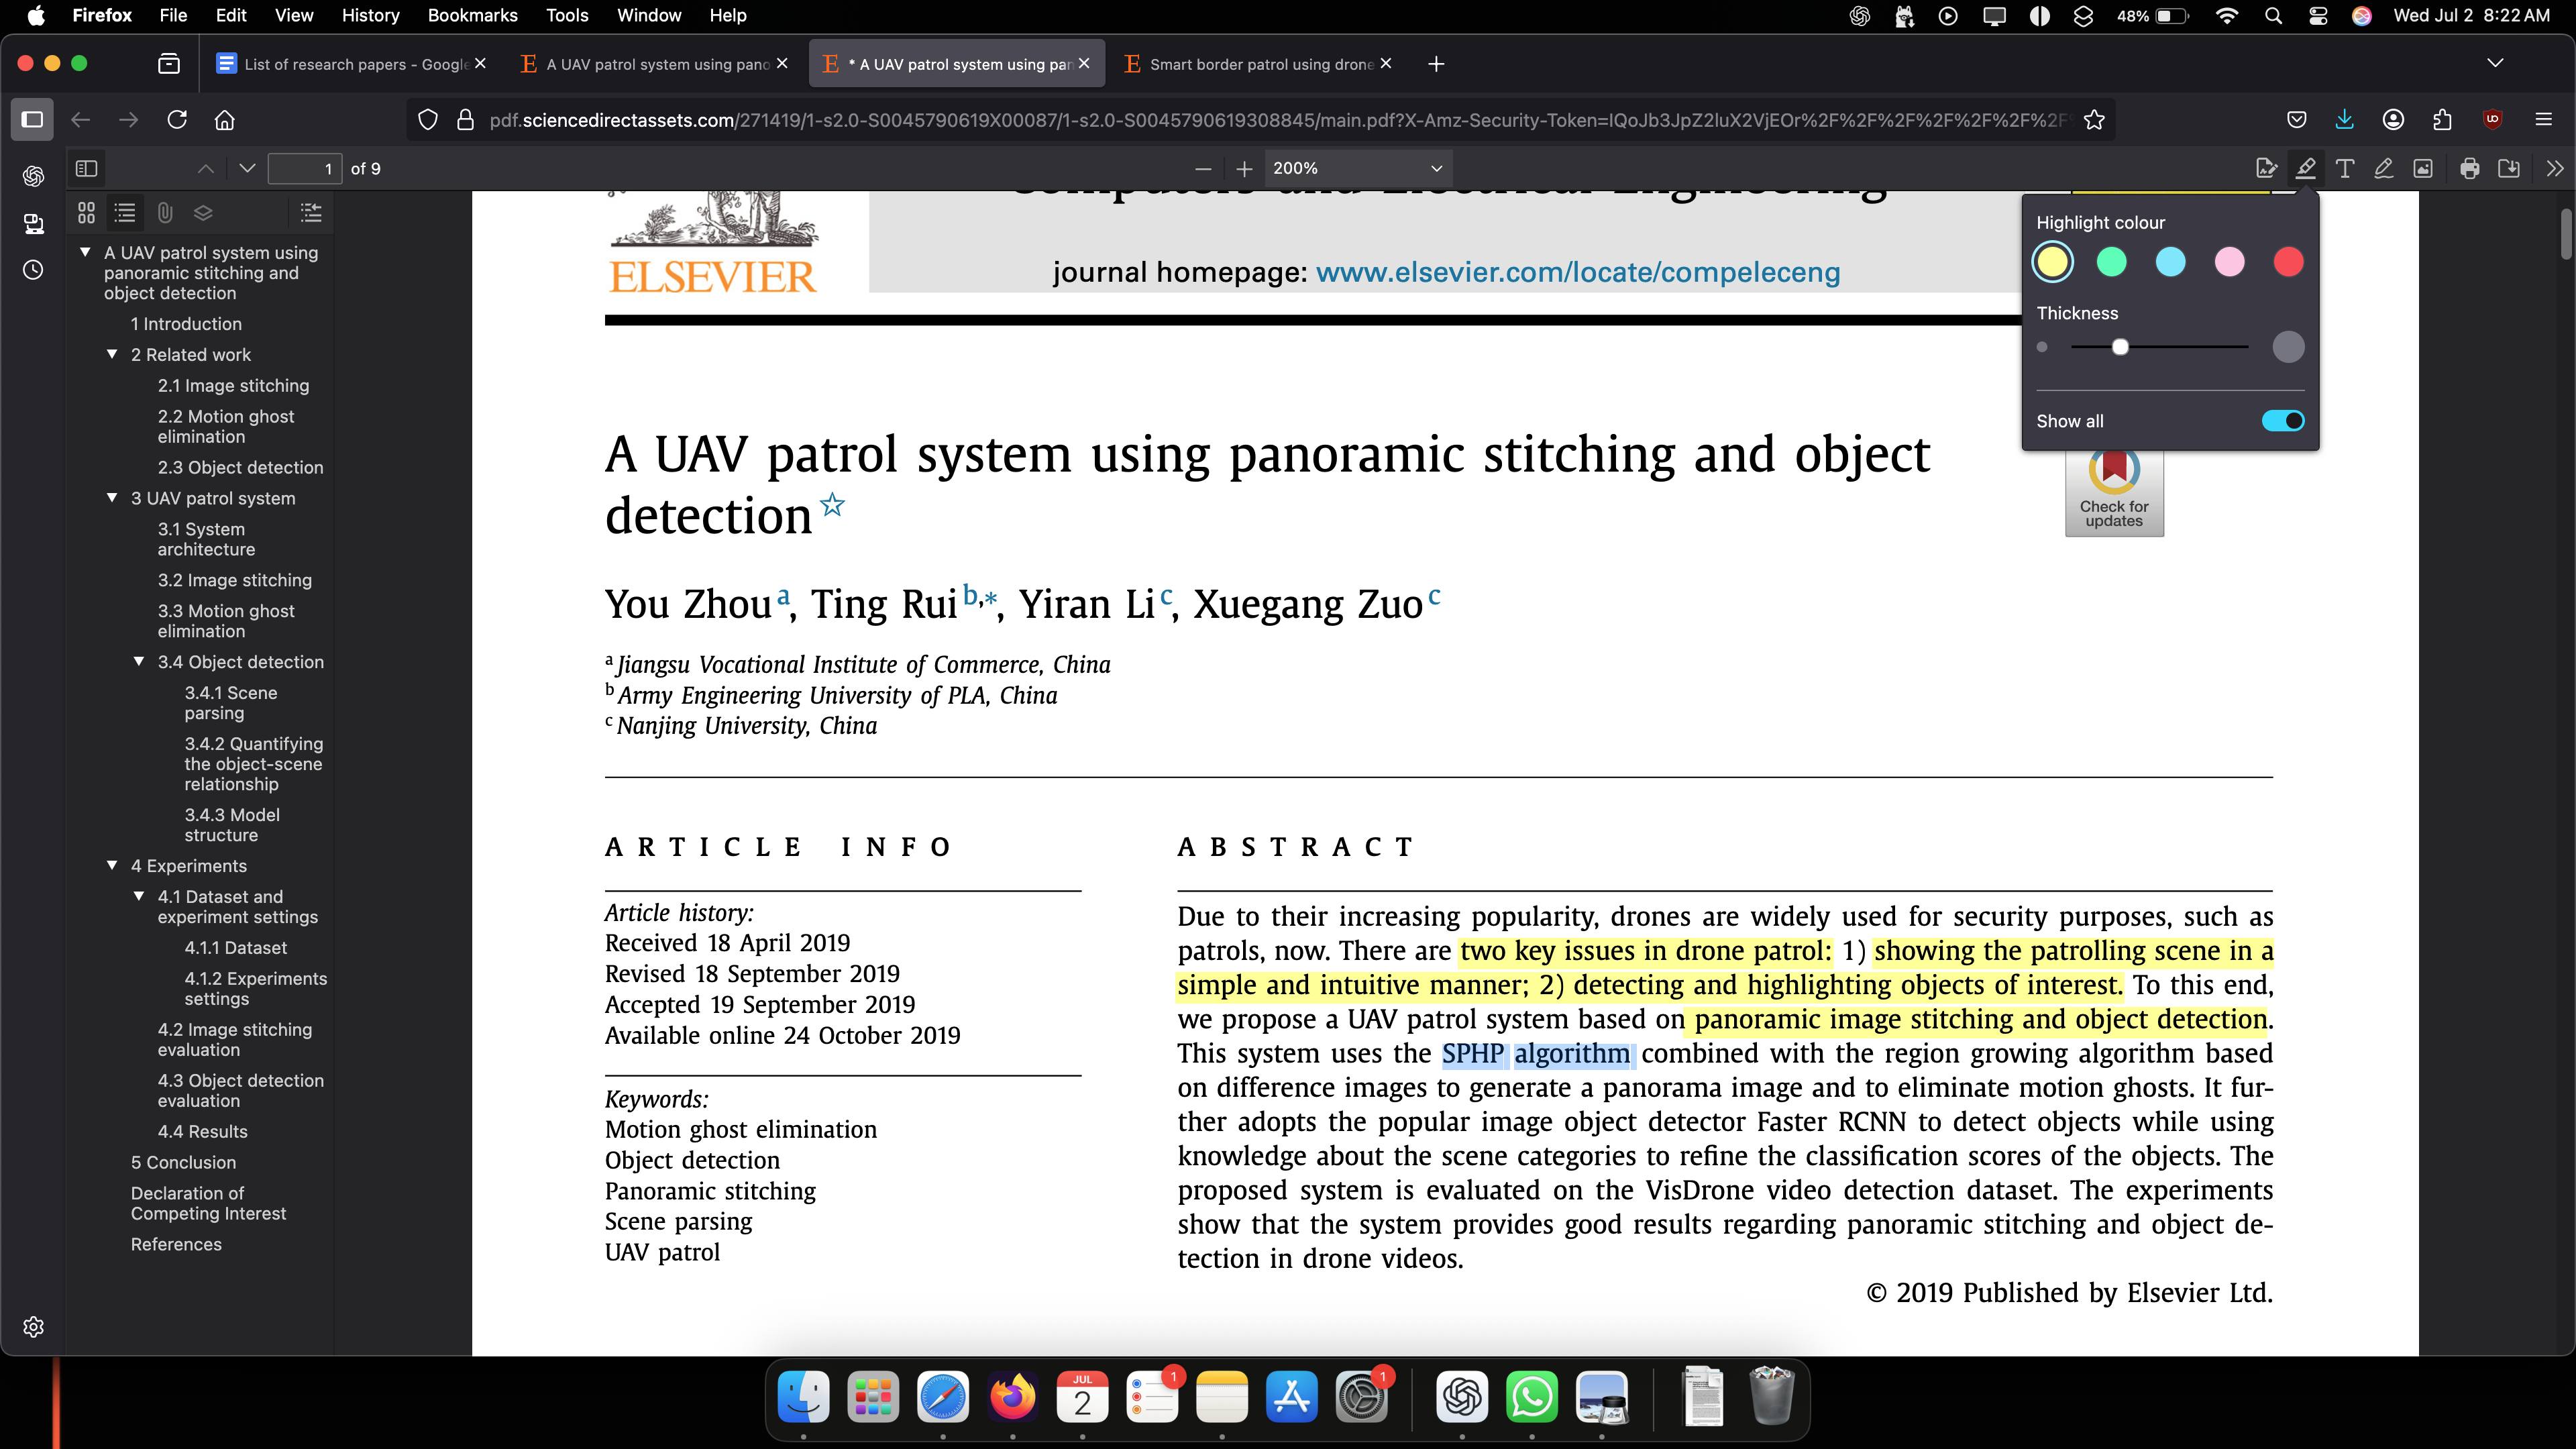 Firefox File Edit View History Bookmarks Tools Window Help 48% Wed Jul 2 8:22 AM
List of research papers - Google
A UAV patrol system using pano
* A UAV patrol system using pan
Smart border patrol using drone
pdf.sciencedirectassets.com/271419/1-s2.0-S0045790619X00087/1-s2.0-S0045790619308845/main.pdf?X-Amz-Security-Token=IQoJb3JpZ2luX2VjEOr%2F%2F%2F%2F%2F%2F%2F
1 of 9
200%
A UAV patrol system using
panoramic stitching and
object detection
1 Introduction
2 Related work
2.1 Image stitching
2.2 Motion ghost
elimination
2.3 Object detection
3 UAV patrol system
3.1 System
architecture
3.2 Image stitching
3.3 Motion ghost
elimination
3.4 Object detection
3.4.1 Scene
parsing
3.4.2 Quantifying
the object-scene
relationship
3.4.3 Model
structure
4 Experiments
4.1 Dataset and
experiment settings
4.1.1 Dataset
4.1.2 Experiments
settings
4.2 Image stitching
evaluation
4.3 Object detection
evaluation
4.4 Results
5 Conclusion
Declaration of
Competing Interest
References
Computers and Electrical Engineering
ELSEVIER
journal homepage: www.elsevier.com/locate/compeleceng
Highlight colour
Thickness
Show all
Check for
updates
A UAV patrol system using panoramic stitching and object
detection☆
You Zhou a, Ting Rui b,*, Yiran Li c, Xuegang Zuo c
a Jiangsu Vocational Institute of Commerce, China
b Army Engineering University of PLA, China
c Nanjing University, China
ARTICLE INFO
Article history:
Received 18 April 2019
Revised 18 September 2019
Accepted 19 September 2019
Available online 24 October 2019
Keywords:
Motion ghost elimination
Object detection
Panoramic stitching
Scene parsing
UAV patrol
ABSTRACT
Due to their increasing popularity, drones are widely used for security purposes, such as
patrols, now. There are two key issues in drone patrol: 1) showing the patrolling scene in a
simple and intuitive manner; 2) detecting and highlighting objects of interest. To this end,
we propose a UAV patrol system based on panoramic image stitching and object detection.
This system uses the SPHP algorithm combined with the region growing algorithm based
on difference images to generate a panorama image and to eliminate motion ghosts. It fur-
ther adopts the popular image object detector Faster RCNN to detect objects while using
knowledge about the scene categories to refine the classification scores of the objects. The
proposed system is evaluated on the VisDrone video detection dataset. The experiments
show that the system provides good results regarding panoramic stitching and object de-
tection in drone videos.
© 2019 Published by Elsevier Ltd.
JUL
2
1
1